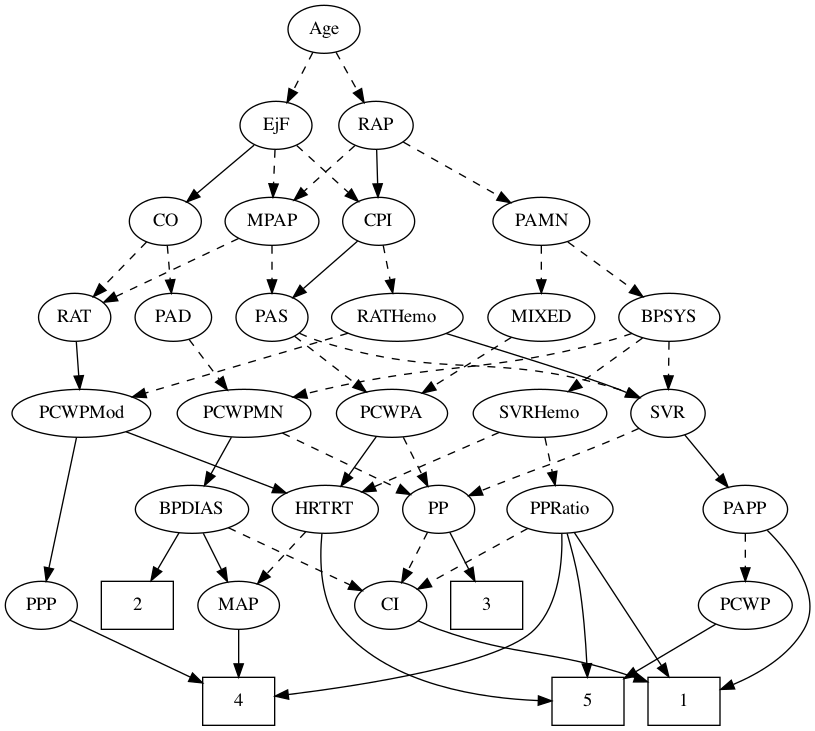 Age
EjF
RAP
CO
MPAP
CPI
PAMN
RAT
PAD
PAS
RATHemo
MIXED
BPSYS
PCWPMod
PCWPMN
PCWPA
SVRHemo
SVR
BPDIAS
HRTRT
PP
PPRatio
PAPP
PPP
2
MAP
CI
3
PCWP
4
5
1